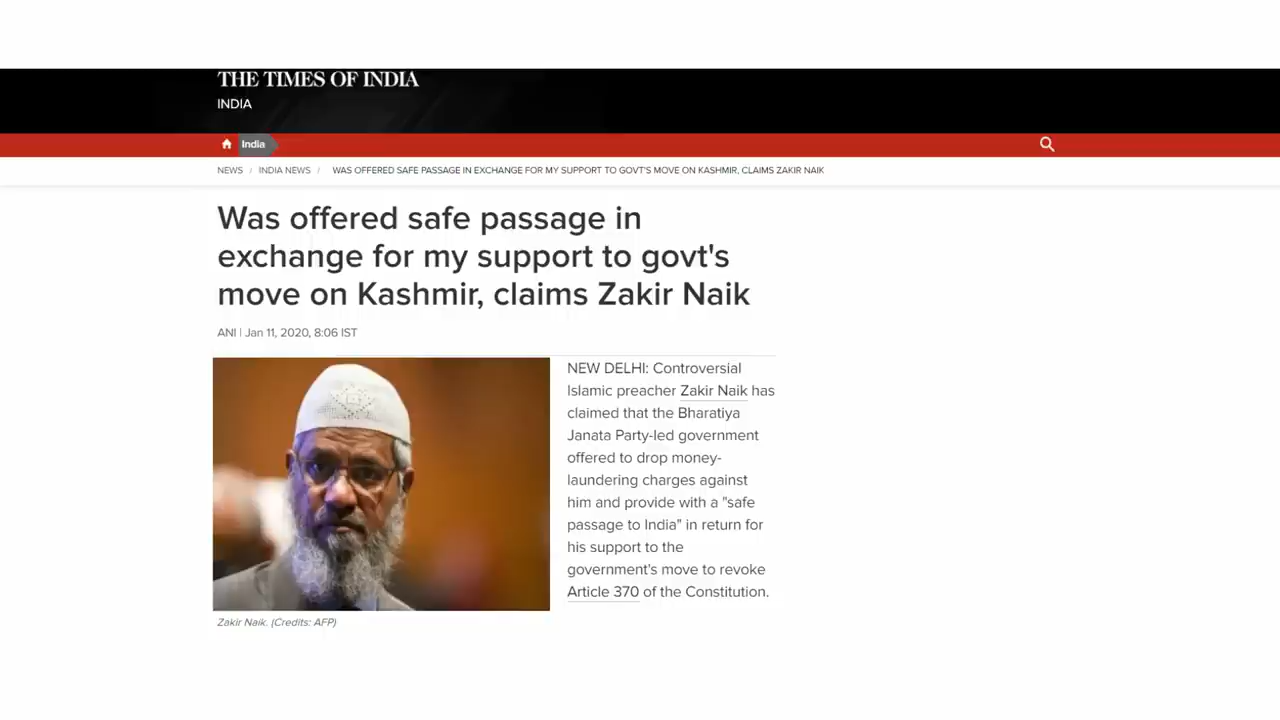 THE TIMES OF INDIA
INDIA
India
NEWS / INDIA NEWS / WAS OFFERED SAFE PASSAGE IN EXCHANGE FOR MY SUPPORT TO GOVT'S MOVE ON KASHMIR, CLAIMS ZAKIR NAIK
Was offered safe passage in
exchange for my support to govt's
move on Kashmir, claims Zakir Naik
ANI | Jan 11, 2020, 8:06 IST
NEW DELHI: Controversial
Islamic preacher Zakir Naik has
claimed that the Bharatiya
Janata Party-led government
offered to drop money-
laundering charges against
him and provide with a "safe
passage to India" in return for
his support to the
government's move to revoke
Article 370 of the Constitution.
Zakir Naik. (Credits: AFP)